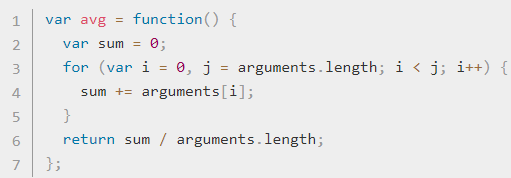 1 var avg = function() {
2   var sum = 0;
3   for (var i = 0, j = arguments.length; i < j; i++) {
4     sum += arguments[i];
5   }
6   return sum / arguments.length;
7 };